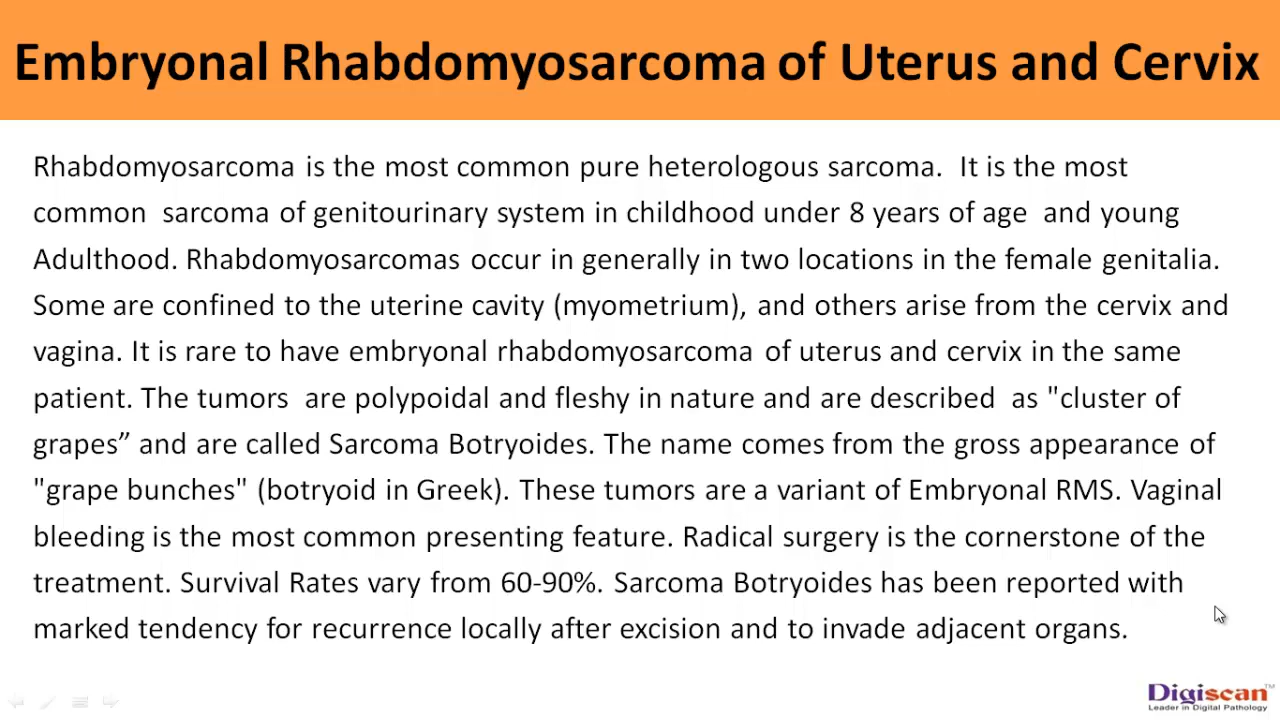 Embryonal Rhabdomyosarcoma of Uterus and Cervix
Rhabdomyosarcoma is the most common pure heterologous sarcoma.  It is the most
common  sarcoma of genitourinary system in childhood under 8 years of age  and young
Adulthood. Rhabdomyosarcomas occur in generally in two locations in the female genitalia.
Some are confined to the uterine cavity (myometrium), and others arise from the cervix and
vagina. It is rare to have embryonal rhabdomyosarcoma of uterus and cervix in the same
patient. The tumors  are polypoidal and fleshy in nature and are described  as "cluster of
grapes” and are called Sarcoma Botryoides. The name comes from the gross appearance of
"grape bunches" (botryoid in Greek). These tumors are a variant of Embryonal RMS. Vaginal
bleeding is the most common presenting feature. Radical surgery is the cornerstone of the
treatment. Survival Rates vary from 60-90%. Sarcoma Botryoides has been reported with
marked tendency for recurrence locally after excision and to invade adjacent organs.
Digiscan™
Leader in Digital Pathology